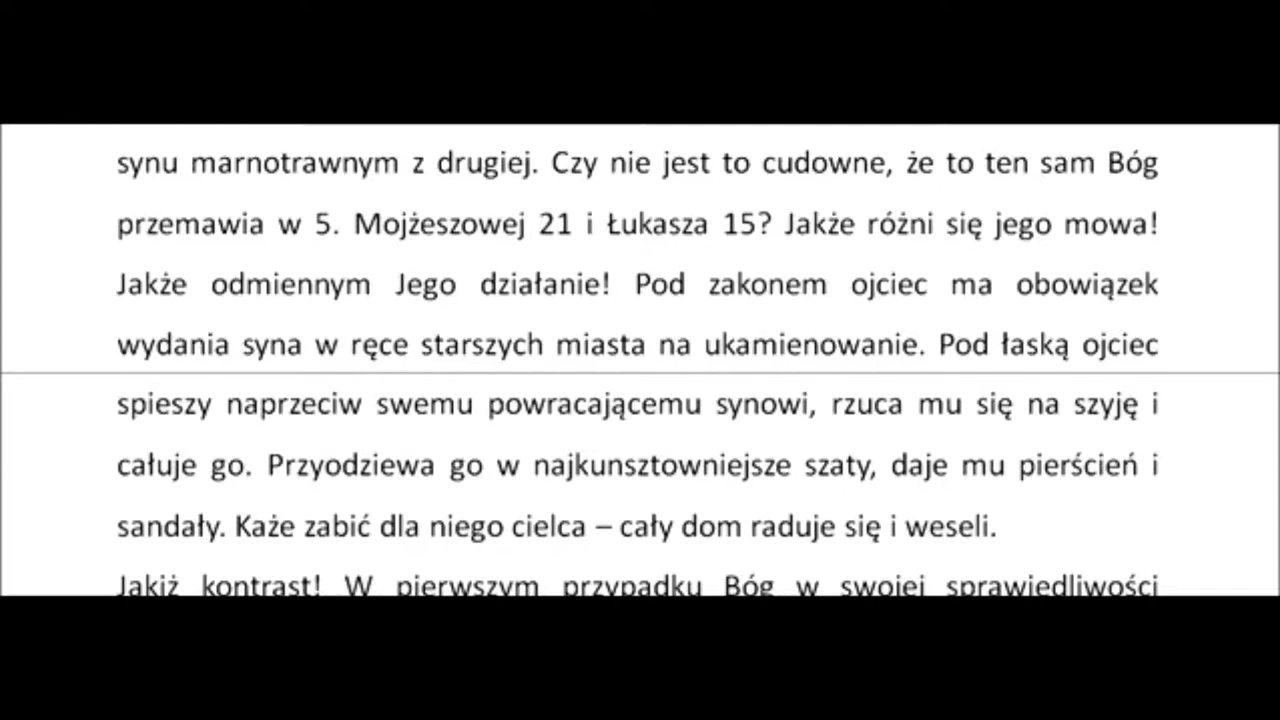 synu marnotrawnym z drugiej. Czy nie jest to cudowne, że to ten sam Bóg
przemawia w 5. Mojżeszowej 21 i Łukasza 15? Jakże różni się jego mowa!
Jakże odmiennym Jego działanie! Pod zakonem ojciec ma obowiązek
wydania syna w ręce starszych miasta na ukamienowanie. Pod łaską ojciec
spieszy naprzeciw swemu powracającemu synowi, rzuca mu się na szyję i
całuje go. Przyodziewa go w najkunsztowniejsze szaty, daje mu pierścień i
sandały. Każe zabić dla niego cielca – cały dom raduje się i weseli.
Jakiż kontrast! W pierwszym przypadku Bóg w swojej sprawiedliwości